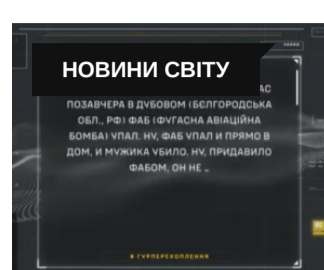 НОВИНИ СВІТУ
АС
ПОЗАВЧЕРА В ДУБОВОМ (БЄЛГОРОДСЬКА
ОБЛ., РФ) ФАБ (ФУГАСНА АВІАЦІЙНА
БОМБА) УПАЛ. НУ, ФАБ УПАЛ И ПРЯМО В
ДОМ, И МУЖИКА УБИЛО. НУ, ПРИДАВИЛО
ФАБОМ, ОН НЕ _
В ГУРПЕРЕХОПЛЕННЯ